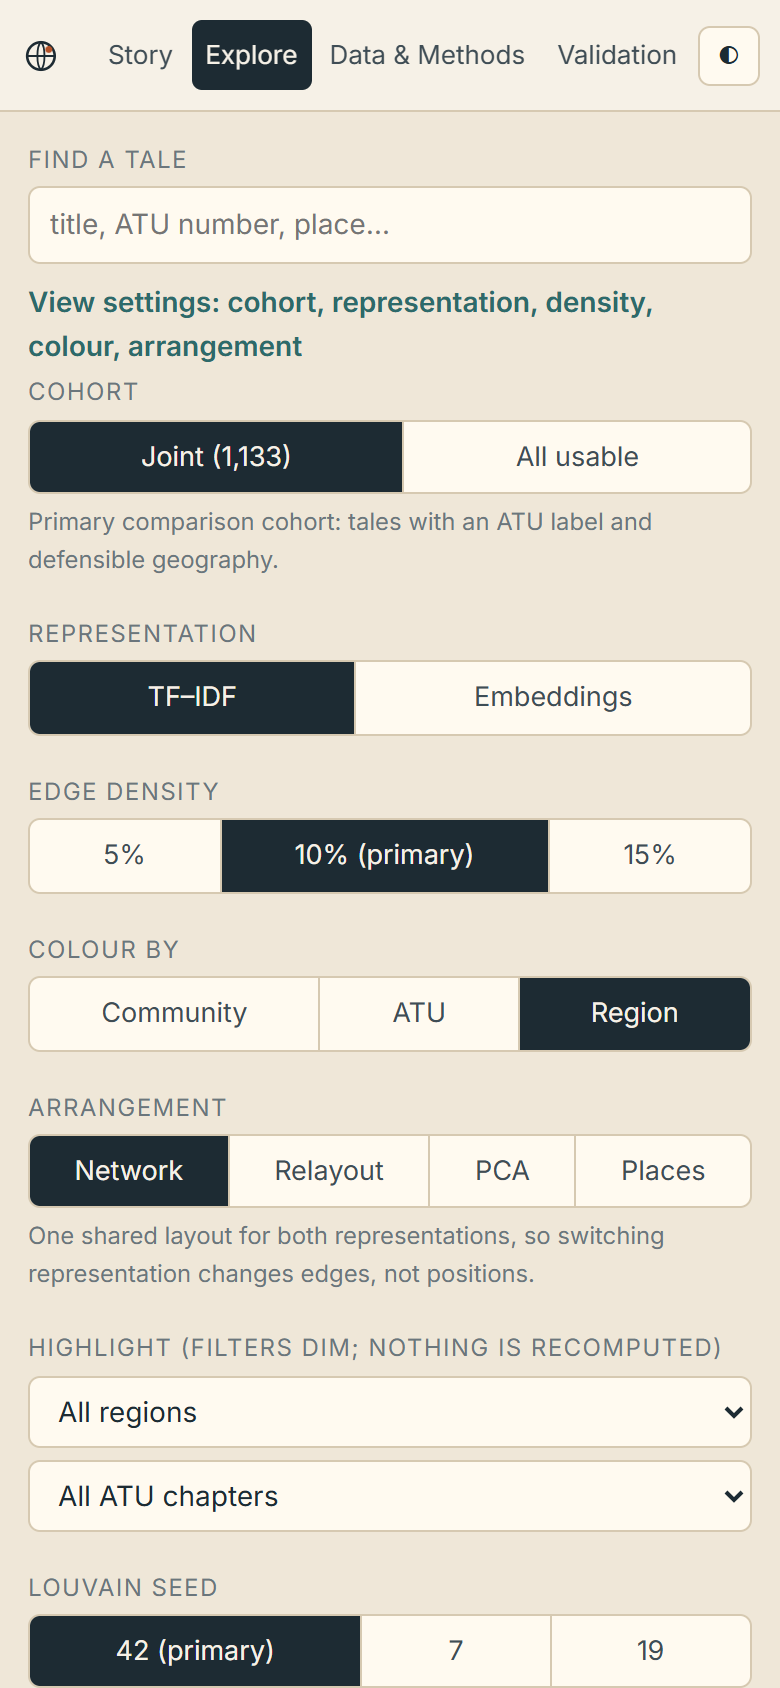 Story Explore Data & Methods Validation
FIND A TALE
title, ATU number, place...
View settings: cohort, representation, density,
colour, arrangement
COHORT
Joint (1,133) All usable
Primary comparison cohort: tales with an ATU label and
defensible geography.
REPRESENTATION
TF–IDF Embeddings
EDGE DENSITY
5% 10% (primary) 15%
COLOUR BY
Community ATU Region
ARRANGEMENT
Network Relayout PCA Places
One shared layout for both representations, so switching
representation changes edges, not positions.
HIGHLIGHT (FILTERS DIM; NOTHING IS RECOMPUTED)
All regions
All ATU chapters
LOUVAIN SEED
42 (primary) 7 19